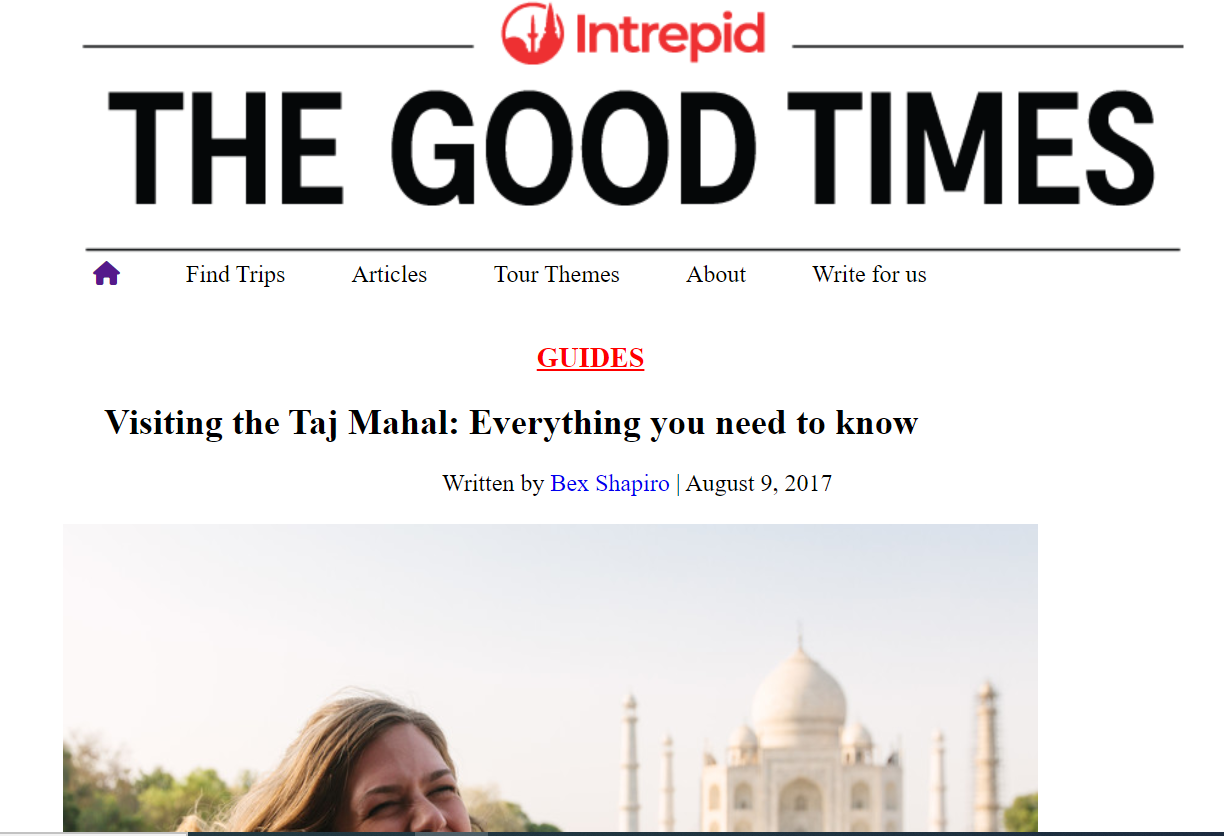 Intrepid
THE GOOD TIMES
Find Trips Articles Tour Themes About Write for us
GUIDES
Visiting the Taj Mahal: Everything you need to know
Written by Bex Shapiro | August 9, 2017